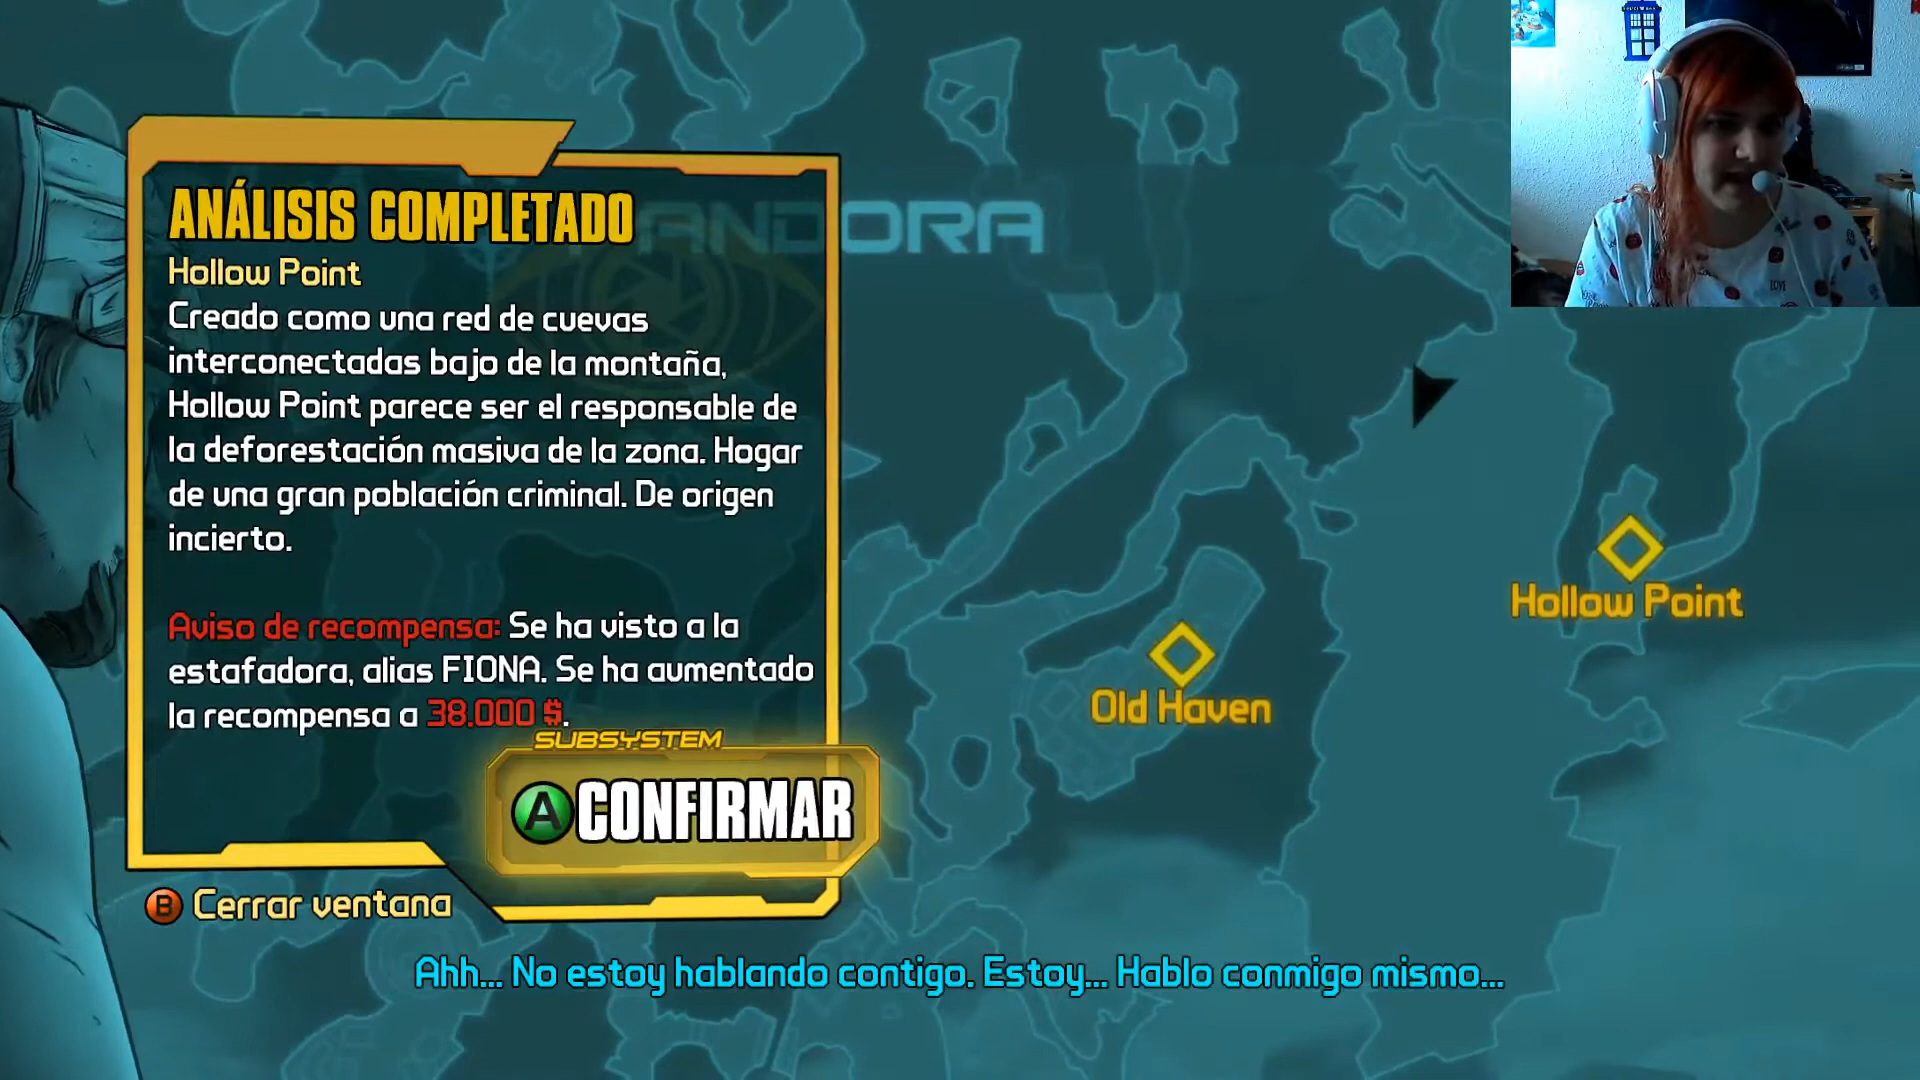 PANDORA
ANÁLISIS COMPLETADO
Hollow Point
Creado como una red de cuevas
interconectadas bajo de la montaña,
Hollow Point parece ser el responsable de
la deforestación masiva de la zona. Hogar
de una gran población criminal. De origen
incierto.
Aviso de recompensa: Se ha visto a la
estafadora, alias FIONA. Se ha aumentado
la recompensa a 38.000 $.
SUBSYSTEM
A CONFIRMAR
B Cerrar ventana
Hollow Point
Old Haven
Ahh... No estoy hablando contigo. Estoy... Hablo conmigo mismo...
LOVE